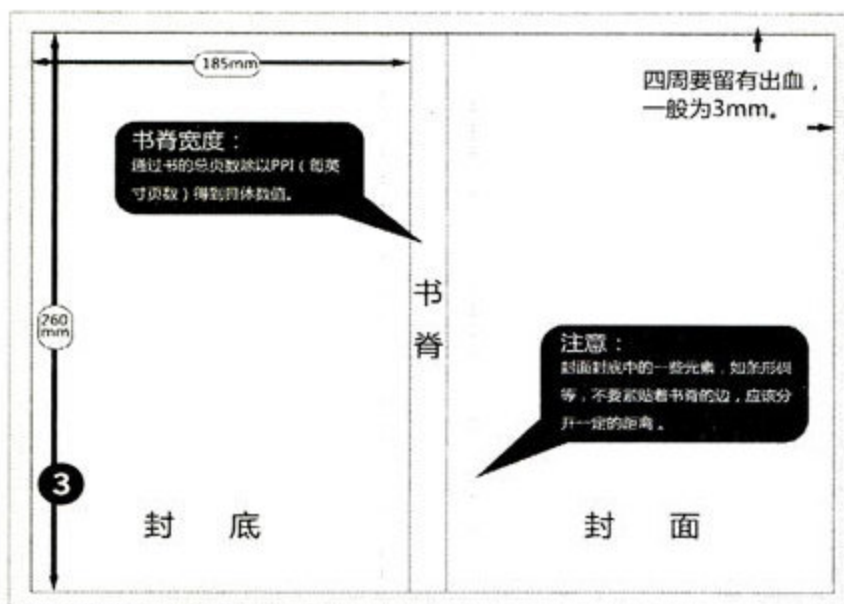 185mm
四周要留有出血，
一般为3mm。
书脊宽度：
通过书的总页数除以PPI（每英
寸页数）得到具体数值。
书
脊
260
mm
注意：
封面封底中的一些元素，如条形码
等，不要紧贴着书脊的边，应该分
开一定的距离。
3
封 底
封 面